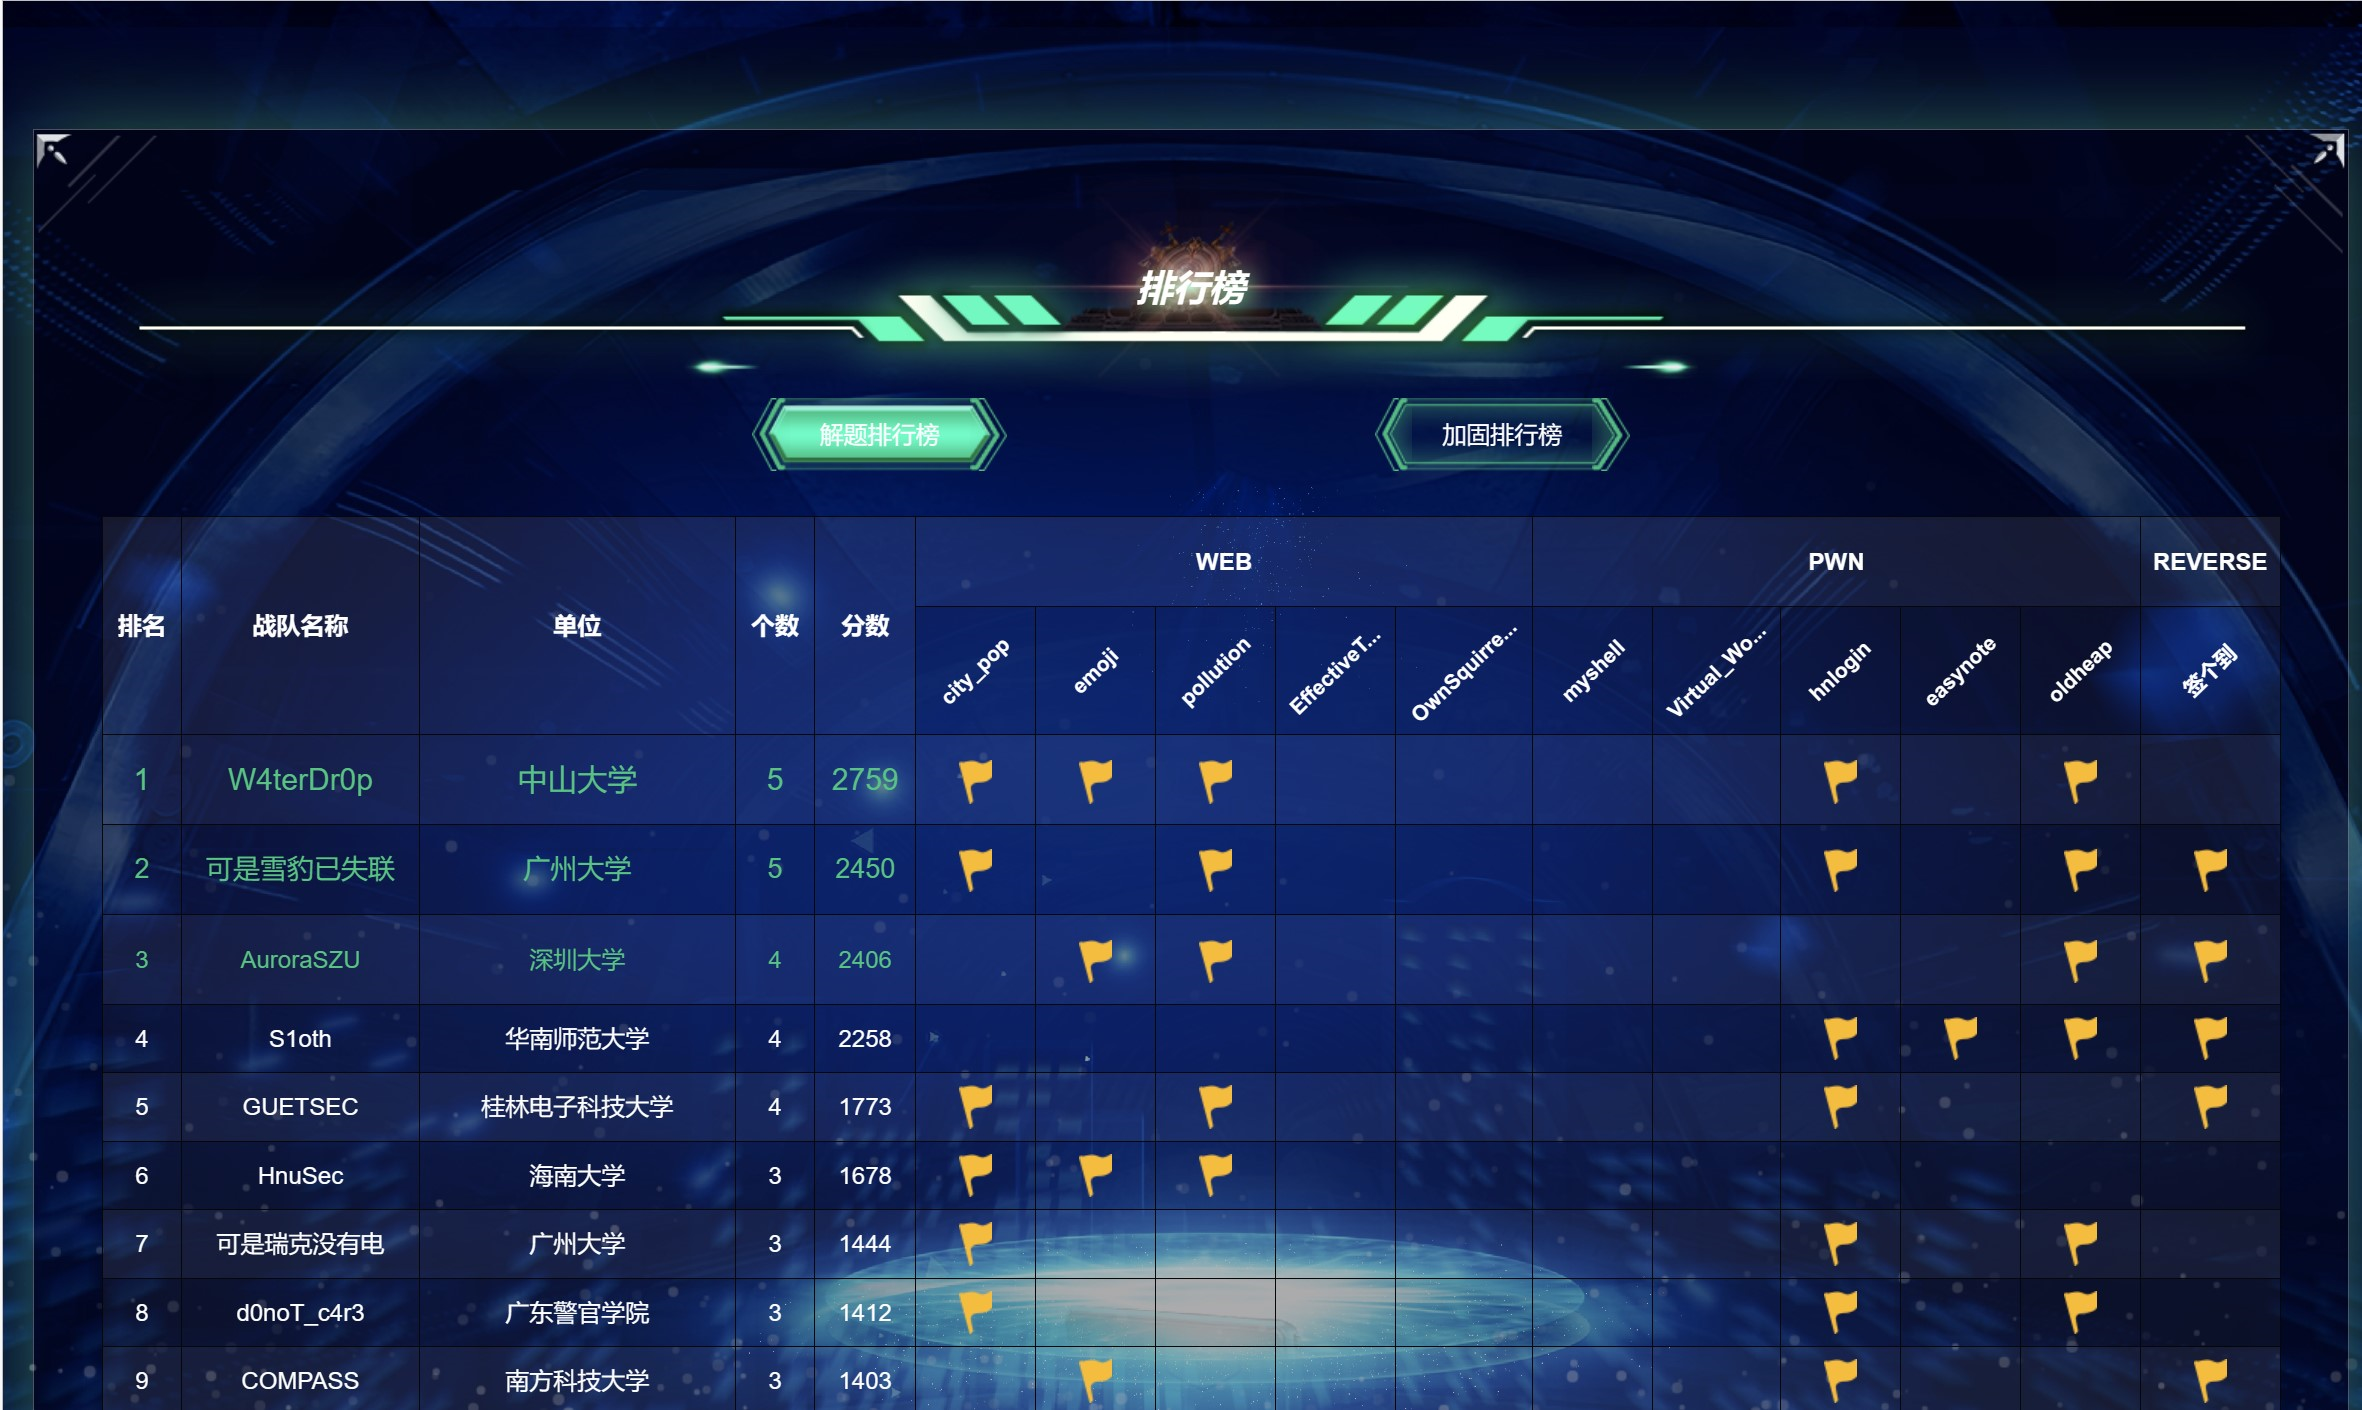 排行榜
解题排行榜 加固排行榜
排名 战队名称 单位 个数 分数 WEB PWN REVERSE
city_pop emoji pollution EffectiveT... OwnSquirre... myshell Virtual_Wo... hnlogin easynote oldheap 签个到
1 W4terDr0p 中山大学 5 2759
2 可是雪豹已失联 广州大学 5 2450
3 AuroraSZU 深圳大学 4 2406
4 S1oth 华南师范大学 4 2258
5 GUETSEC 桂林电子科技大学 4 1773
6 HnuSec 海南大学 3 1678
7 可是瑞克没有电 广州大学 3 1444
8 d0noT_c4r3 广东警官学院 3 1412
9 COMPASS 南方科技大学 3 1403